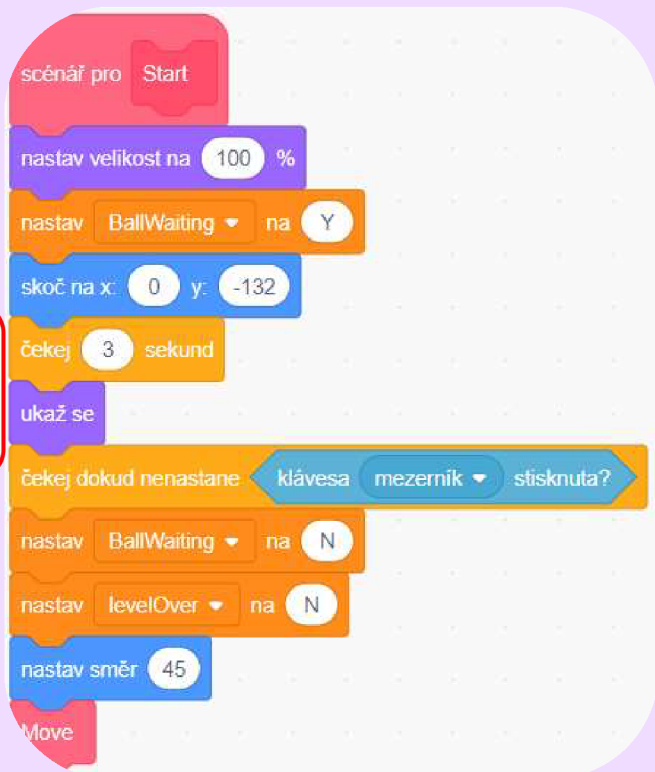 scénář pro Start
nastav velikost na 100 %
nastav BallWaiting na Y
skoč na x: 0 y: -132
čekej 3 sekund
ukaž se
čekej dokud nenastane klávesa mezerník stisknuta?
nastav BallWaiting na N
nastav levelOver na N
nastav směr 45
Move